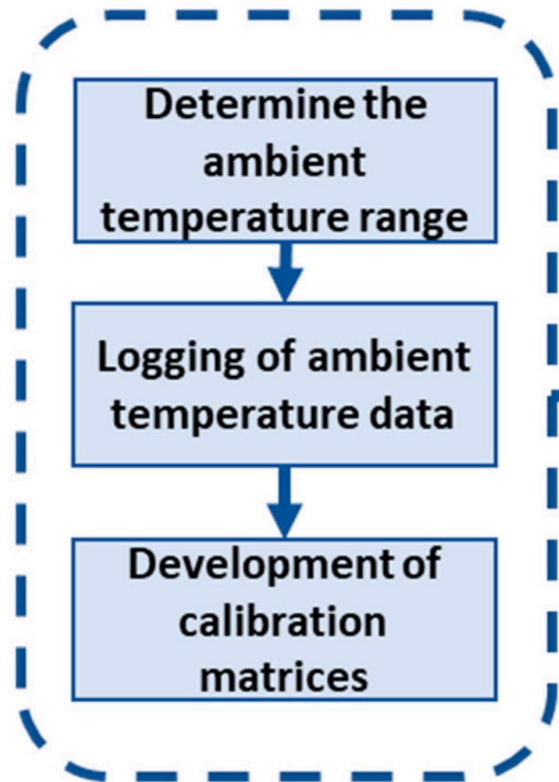 Determine the
ambient
temperature range
Logging of ambient
temperature data
Development of
calibration
matrices